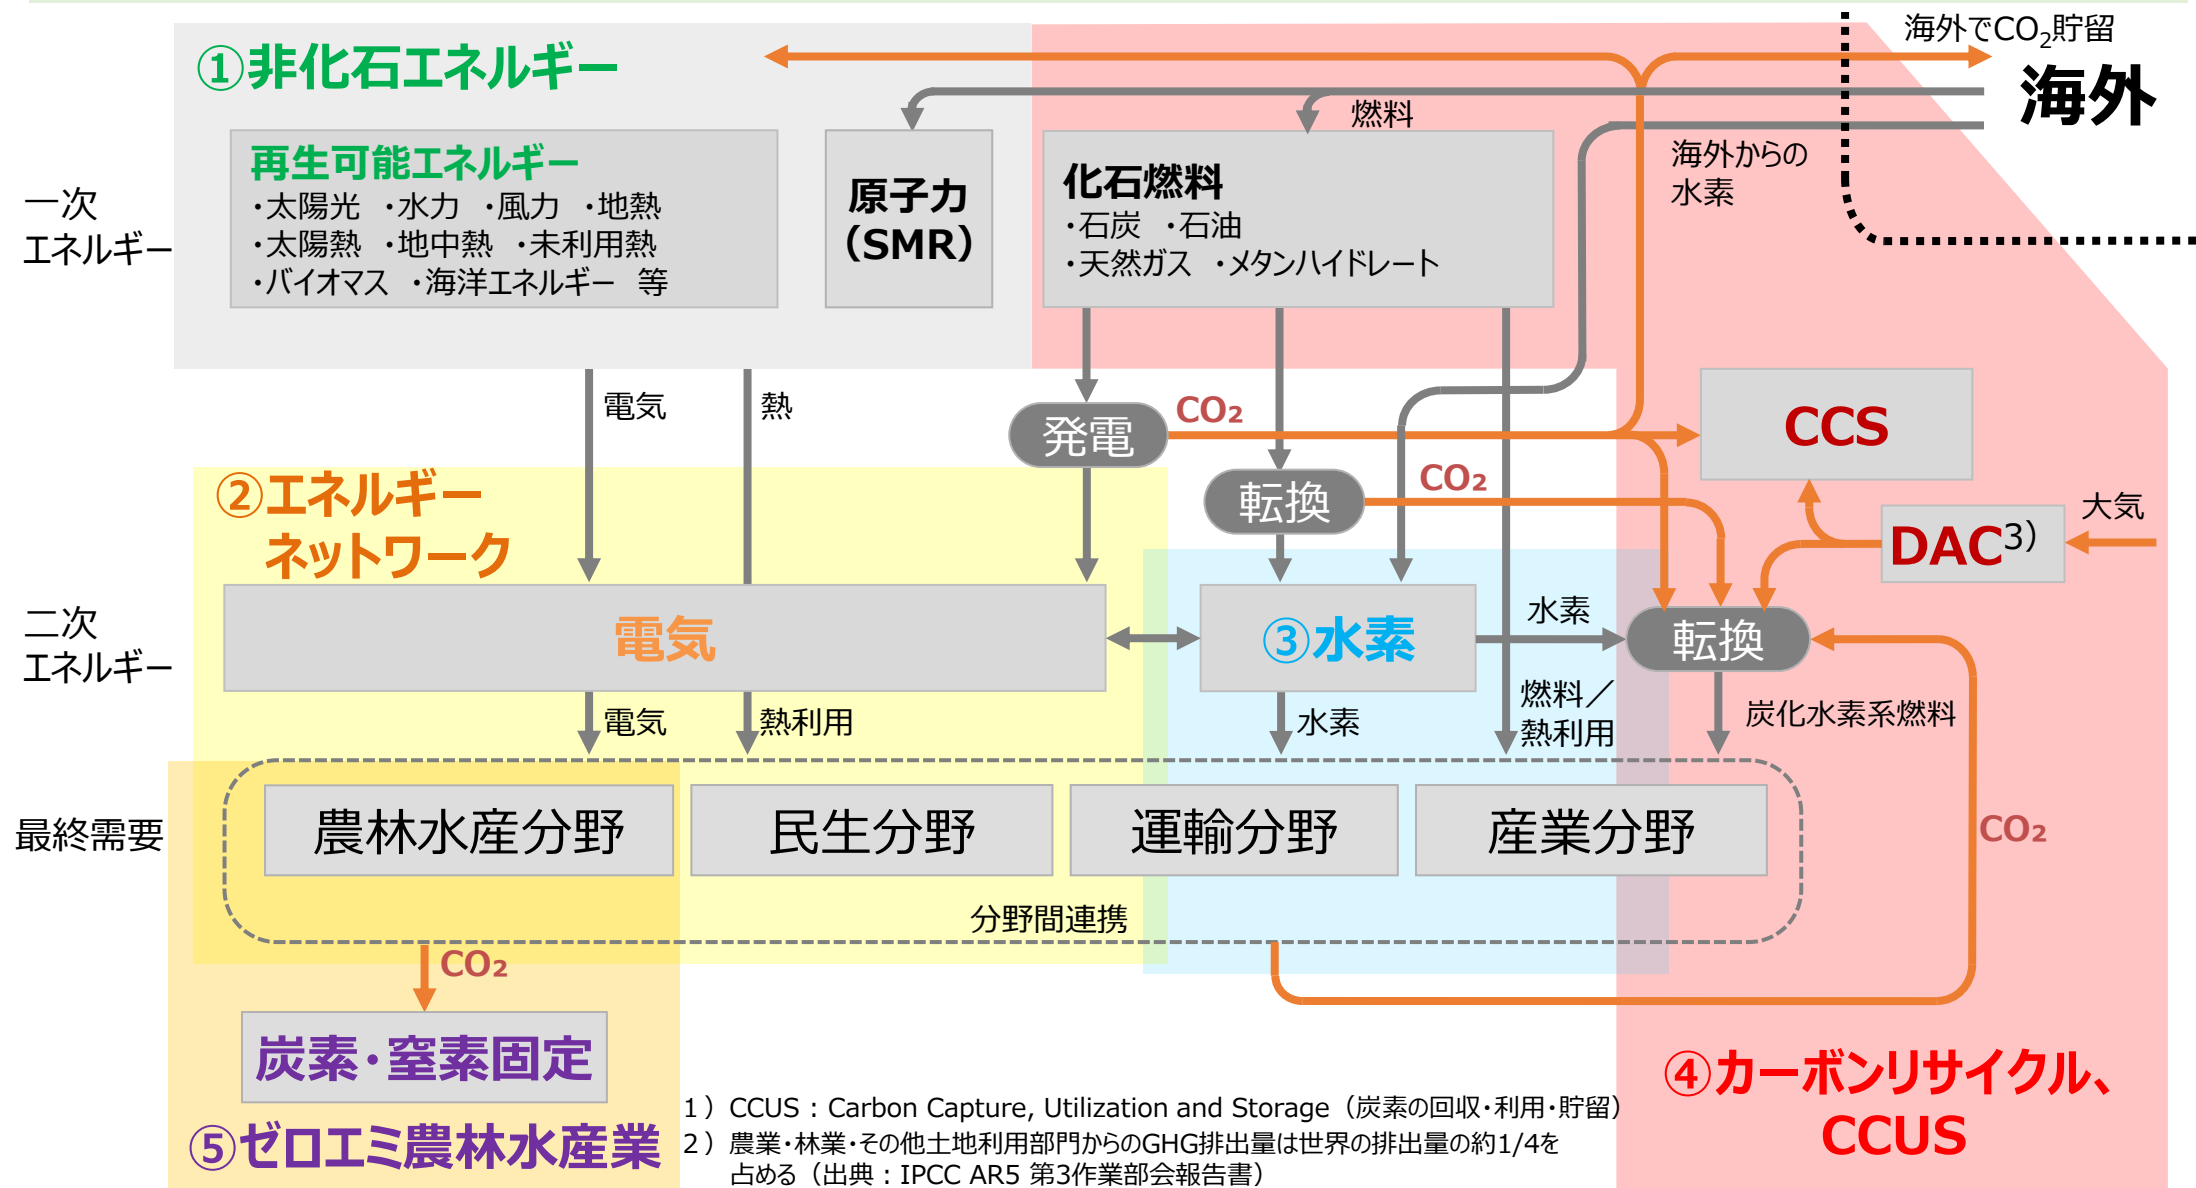 海外でCO₂貯留
①非化石エネルギー
海外
燃料
再生可能エネルギー
・太陽光 ・水力 ・風力 ・地熱
・太陽熱 ・地中熱 ・未利用熱
・バイオマス ・海洋エネルギー 等
原子力
（SMR）
化石燃料
・石炭 ・石油
・天然ガス ・メタンハイドレート
海外からの
水素
一次
エネルギー
電気
熱
発電
CO₂
CCS
②エネルギー
ネットワーク
転換
CO₂
大気
DAC3）
二次
エネルギー
電気
③水素
水素
転換
電気
熱利用
水素
燃料／
熱利用
炭化水素系燃料
最終需要
農林水産分野
民生分野
運輸分野
産業分野
CO₂
分野間連携
CO₂
炭素・窒素固定
⑤ゼロエミ農林水産業
④カーボンリサイクル、
CCUS
1）CCUS：Carbon Capture, Utilization and Storage（炭素の回収・利用・貯留）
2）農業・林業・その他土地利用部門からのGHG排出量は世界の排出量の約1/4を
占める（出典：IPCC AR5 第3作業部会報告書）